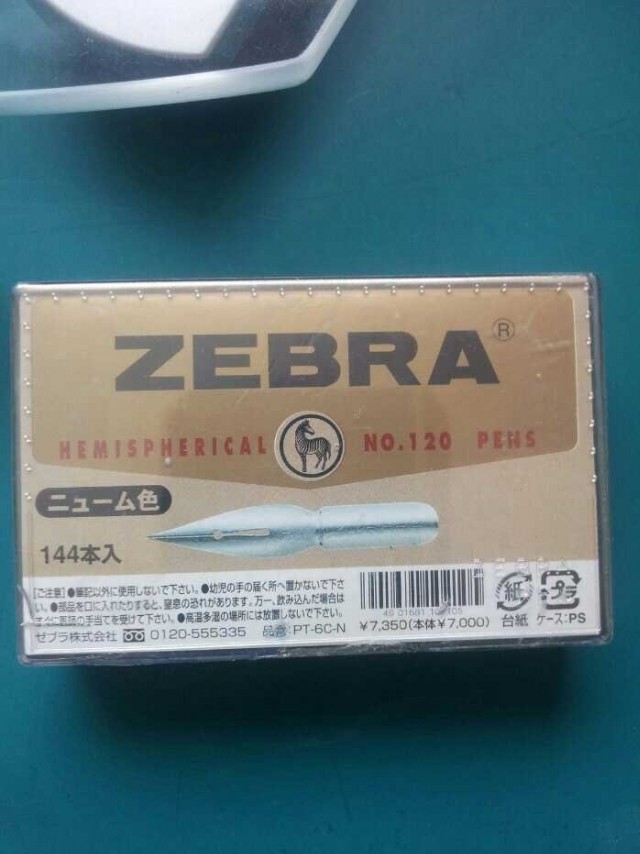 ZEBRA®
HEMISPHERICAL NO.120 PENS
ニューム色
144本入
【ご注意】●筆記以外に使用しないで下さい。●幼児の手の届く所へ置かないで下さ
い。●部品を口に入れたりすると、窒息の恐れがあります。万一、飲み込んだ場合は
すぐに医師の手当てを受けて下さい。●高温多湿の場所には放置しないで下さい。
ゼブラ株式会社 0120-555335 品番 PT-6C-N
49 01681
¥7,350(本体¥7,000)
紙
台紙
プラ
ケース:PS